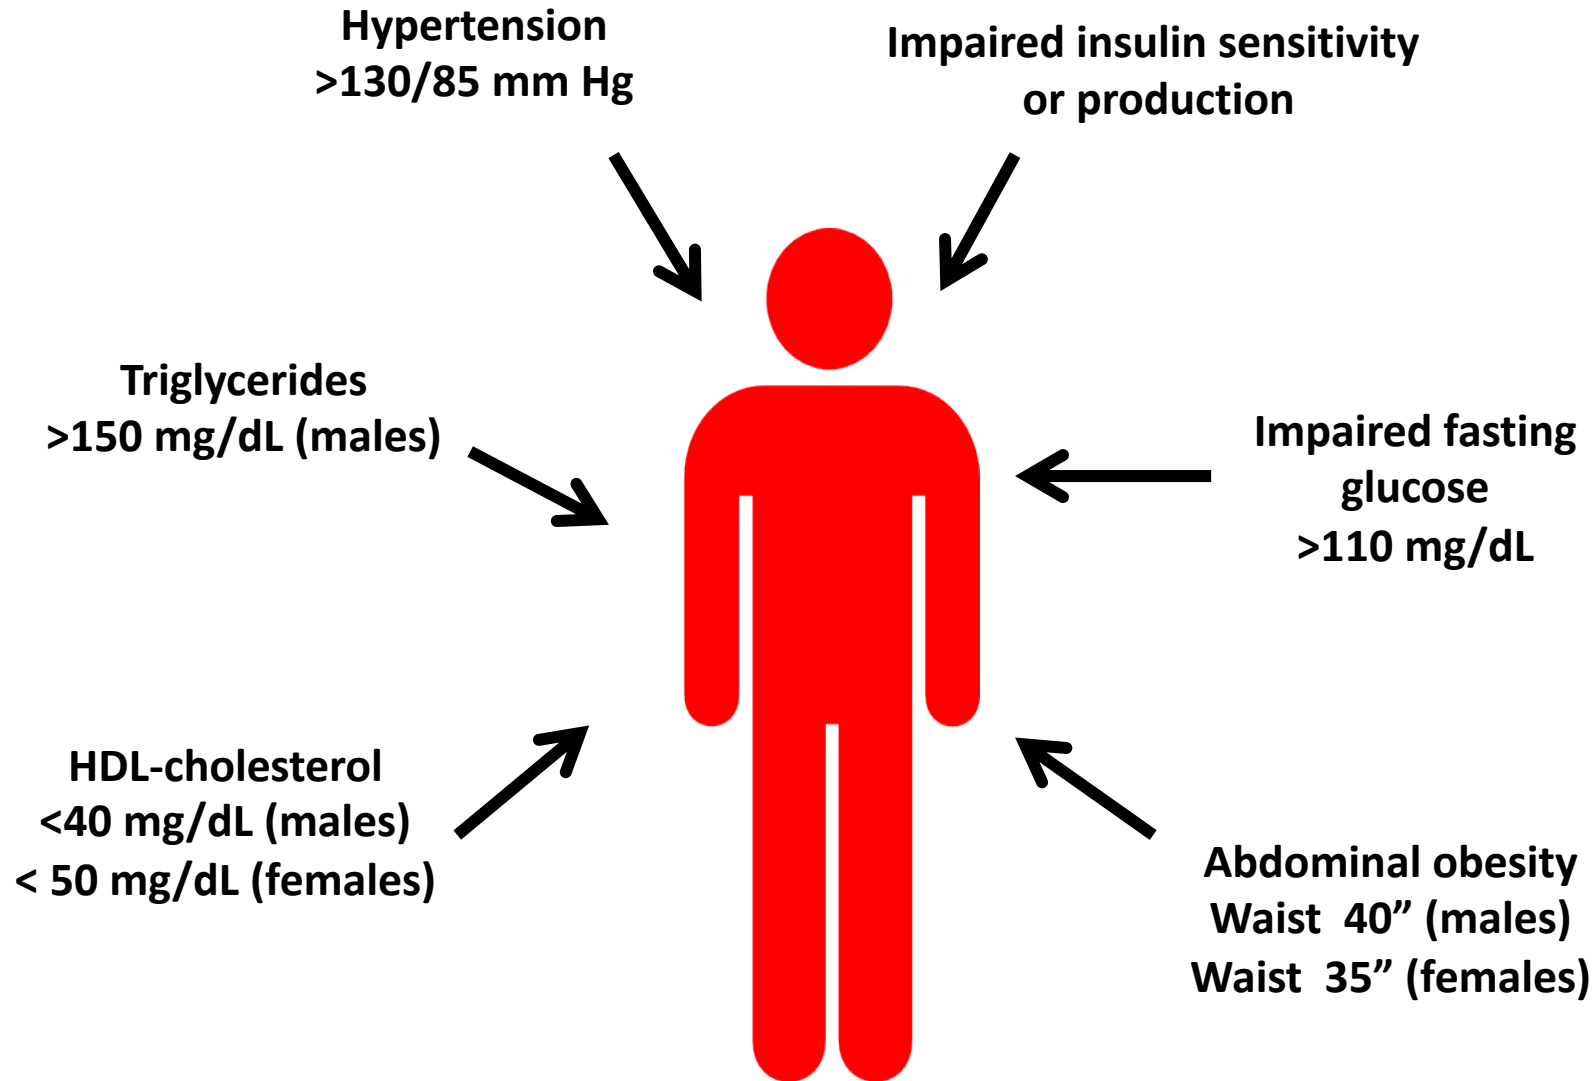 Hypertension
>130/85 mm Hg
Impaired insulin sensitivity
or production
Triglycerides
>150 mg/dL (males)
Impaired fasting
glucose
>110 mg/dL
HDL-cholesterol
<40 mg/dL (males)
< 50 mg/dL (females)
Abdominal obesity
Waist  40” (males)
Waist  35” (females)